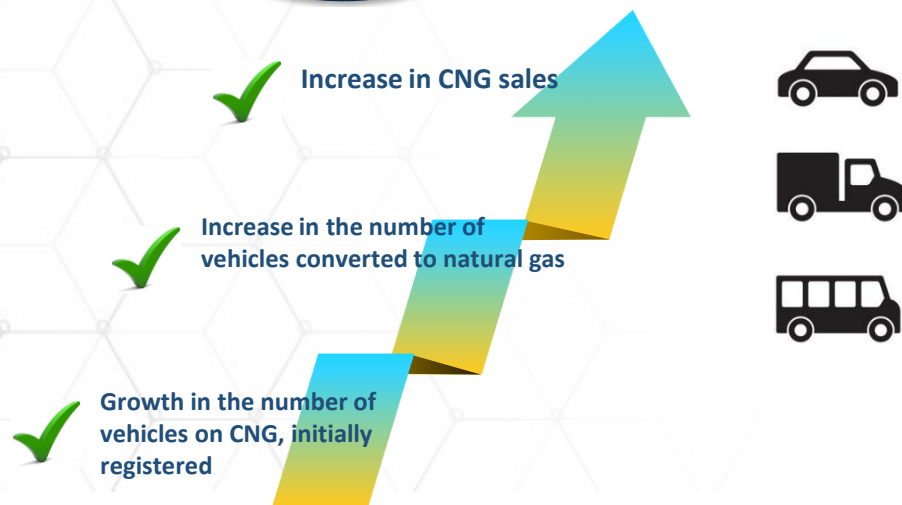 Increase in CNG sales
Increase in the number of
vehicles converted to natural gas
Growth in the number of
vehicles on CNG, initially
registered